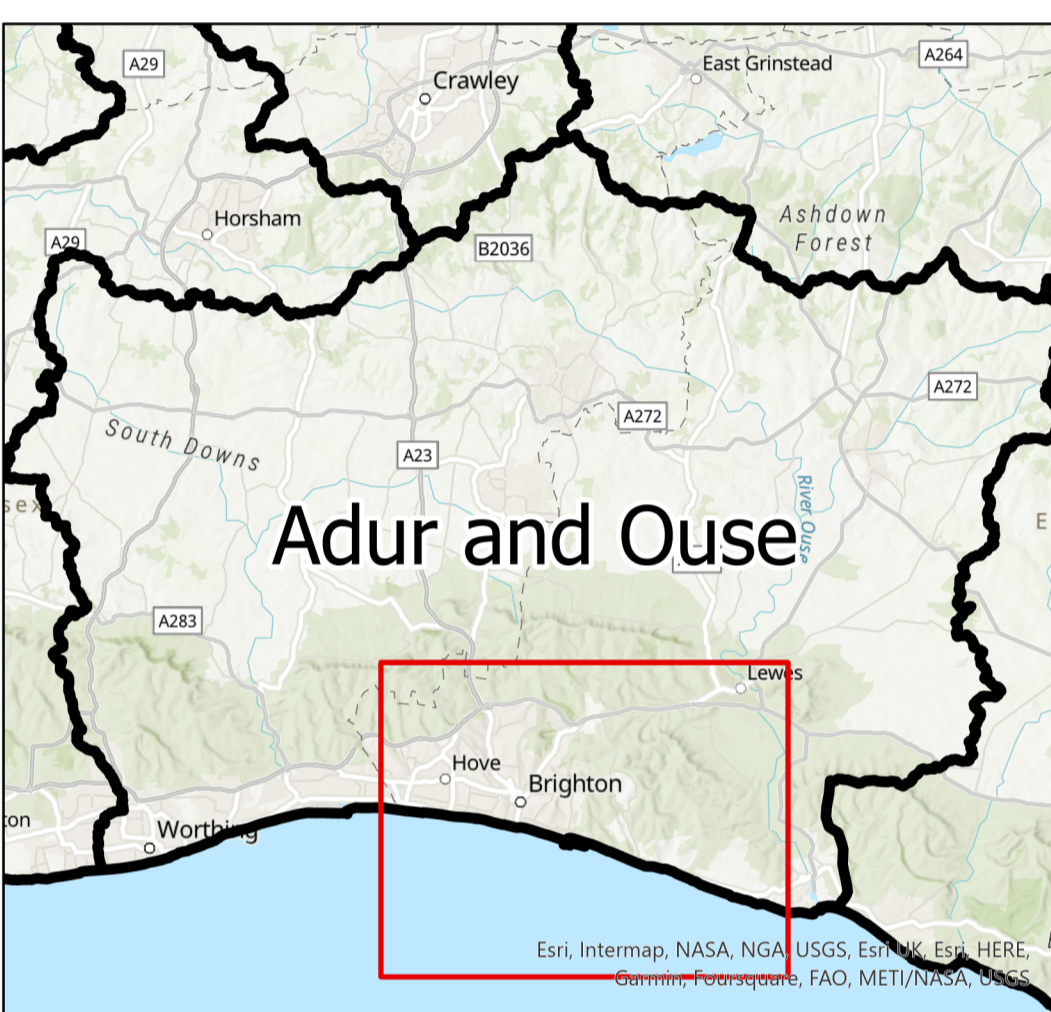 A29
Crawley
East Grinstead
A264
Horsham
Ashdown
Forest
A29
B2036
A272
A272
South Downs
A23
sex
River Ouse
E
Adur and Ouse
A283
Lewes
Hove
Brighton
ton
Worthing
Esri, Intermap, NASA, NGA, USGS, Esri UK, Esri, HERE,
Garmin, Foursquare, FAO, METI/NASA, USGS